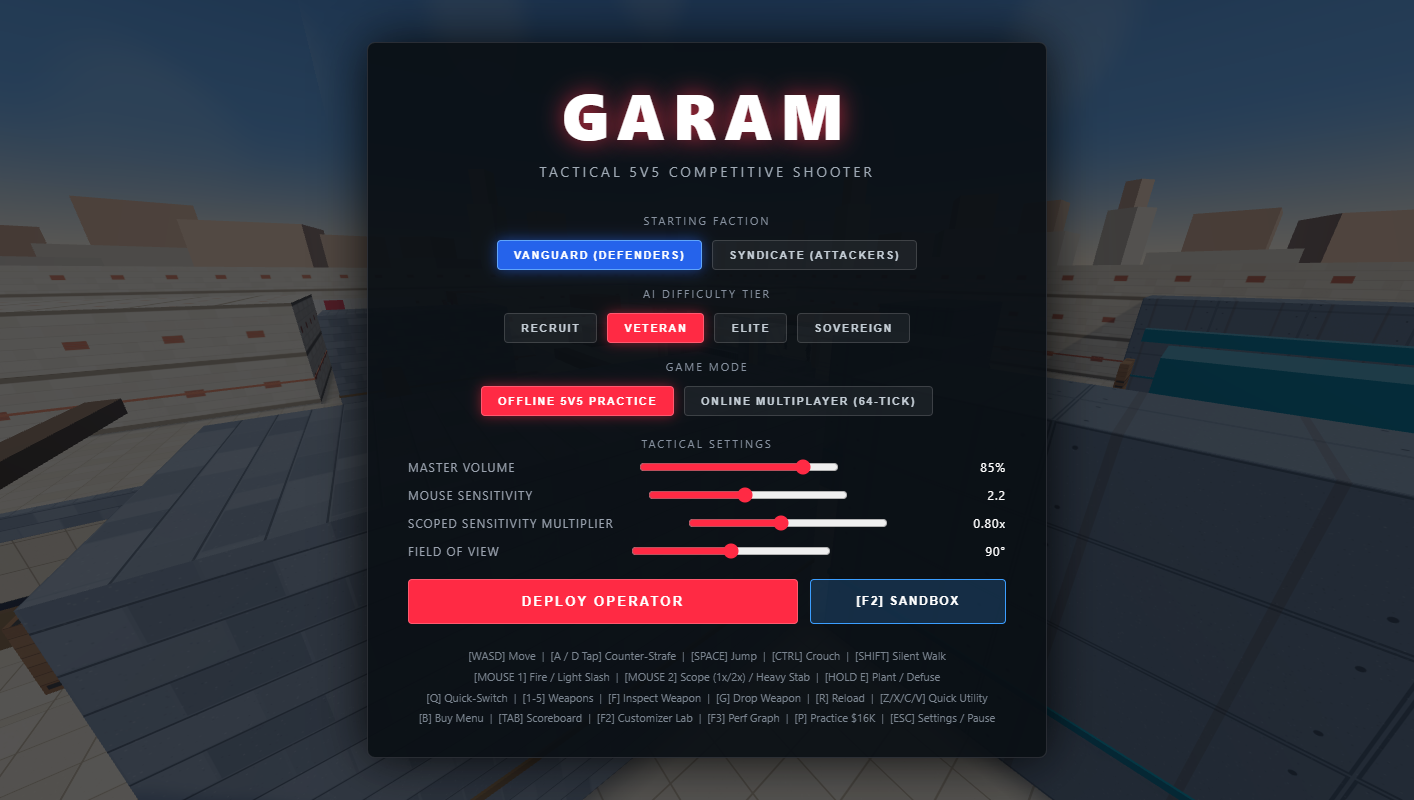 GARAM
TACTICAL 5V5 COMPETITIVE SHOOTER
STARTING FACTION
VANGUARD (DEFENDERS) SYNDICATE (ATTACKERS)
AI DIFFICULTY TIER
RECRUIT VETERAN ELITE SOVEREIGN
GAME MODE
OFFLINE 5V5 PRACTICE ONLINE MULTIPLAYER (64-TICK)
TACTICAL SETTINGS
MASTER VOLUME 85%
MOUSE SENSITIVITY 2.2
SCOPED SENSITIVITY MULTIPLIER 0.80x
FIELD OF VIEW 90°
DEPLOY OPERATOR [F2] SANDBOX
[WASD] Move | [A / D Tap] Counter-Strafe | [SPACE] Jump | [CTRL] Crouch | [SHIFT] Silent Walk
[MOUSE 1] Fire / Light Slash | [MOUSE 2] Scope (1x/2x) / Heavy Stab | [HOLD E] Plant / Defuse
[Q] Quick-Switch | [1-5] Weapons | [F] Inspect Weapon | [G] Drop Weapon | [R] Reload | [Z/X/C/V] Quick Utility
[B] Buy Menu | [TAB] Scoreboard | [F2] Customizer Lab | [F3] Perf Graph | [P] Practice $16K | [ESC] Settings / Pause